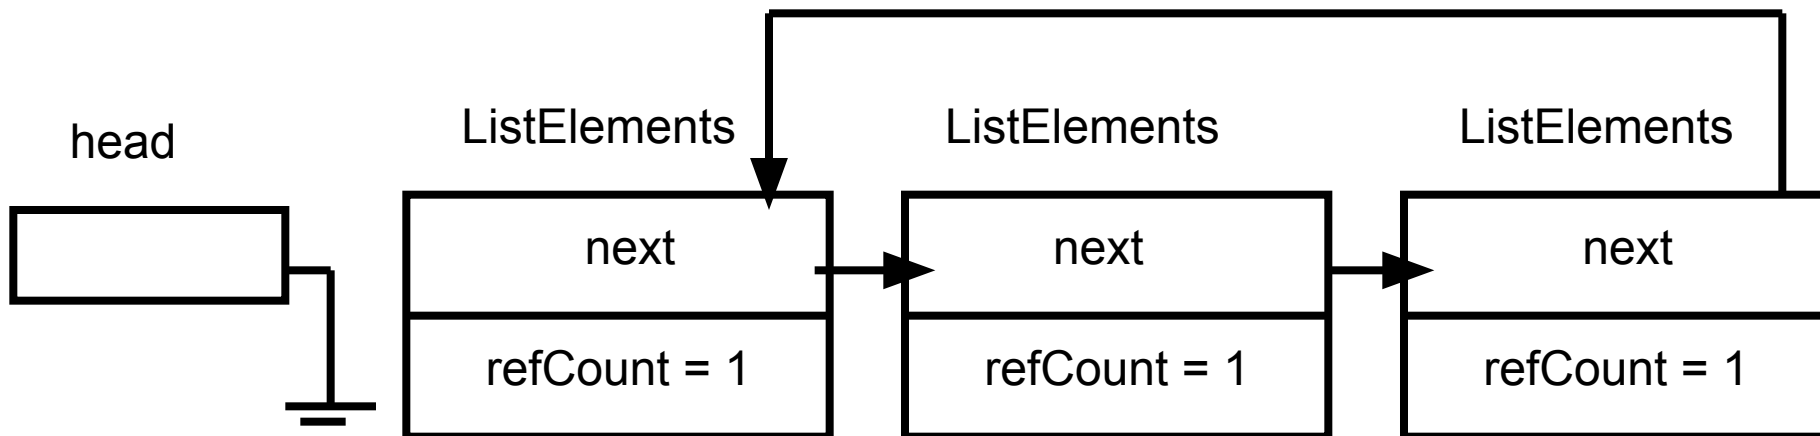 head
ListElements
next
refCount = 1
ListElements
next
refCount = 1
ListElements
next
refCount = 1